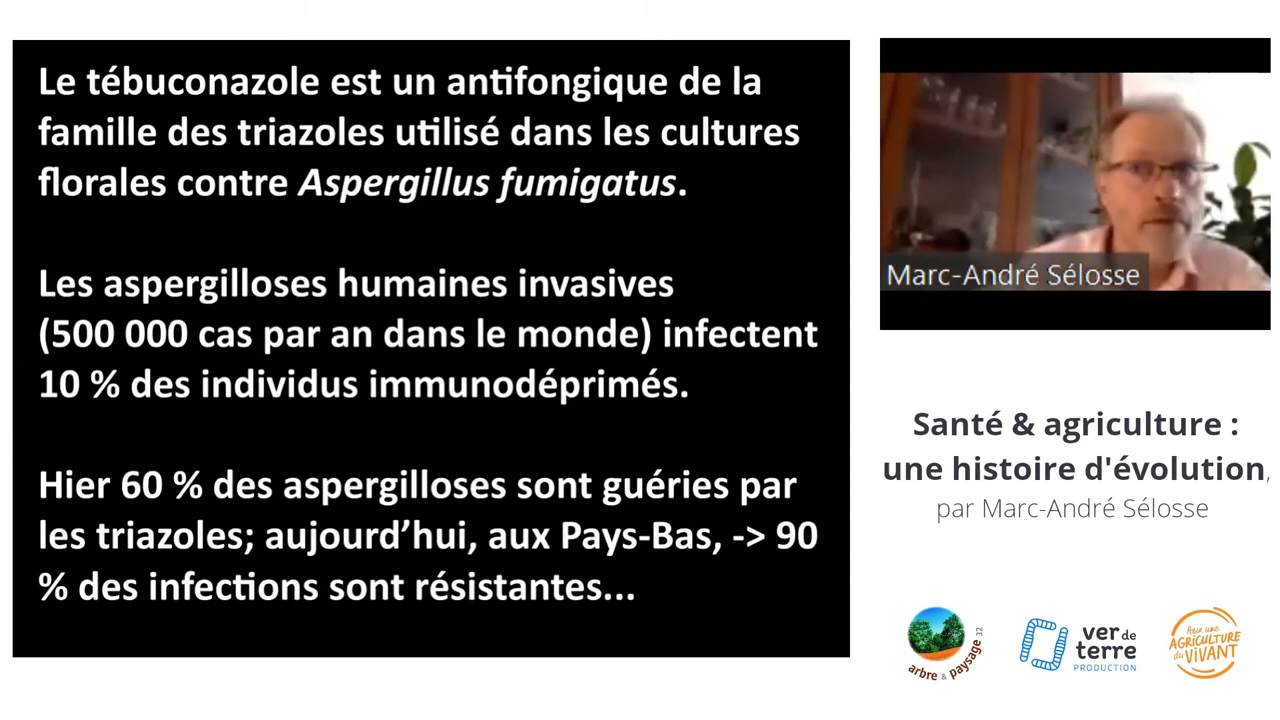 Le tébuconazole est un antifongique de la
famille des triazoles utilisé dans les cultures
florales contre Aspergillus fumigatus.
Les aspergilloses humaines invasives
(500 000 cas par an dans le monde) infectent
10 % des individus immunodéprimés.
Hier 60 % des aspergilloses sont guéries par
les triazoles; aujourd’hui, aux Pays-Bas, -> 90
% des infections sont résistantes...
Marc-André Sélosse
Santé & agriculture :
une histoire d'évolution,
par Marc-André Sélosse
arbre & paysage 32
ver de
terre
PRODUCTION
Pour une
AGRICULTURE
du ViVANT